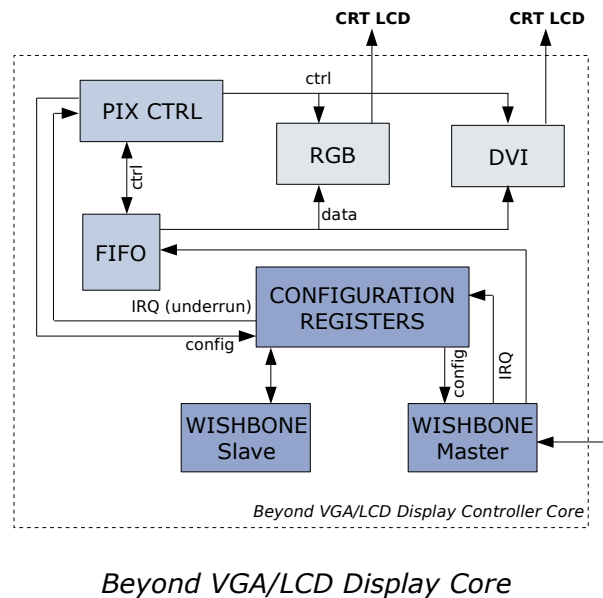 CRT LCD
CRT LCD
ctrl
PIX CTRL
RGB
DVI
ctrl
data
FIFO
IRQ (underrun)
config
CONFIGURATION
REGISTERS
config
IRQ
WISHBONE
Slave
WISHBONE
Master
Beyond VGA/LCD Display Controller Core
Beyond VGA/LCD Display Core